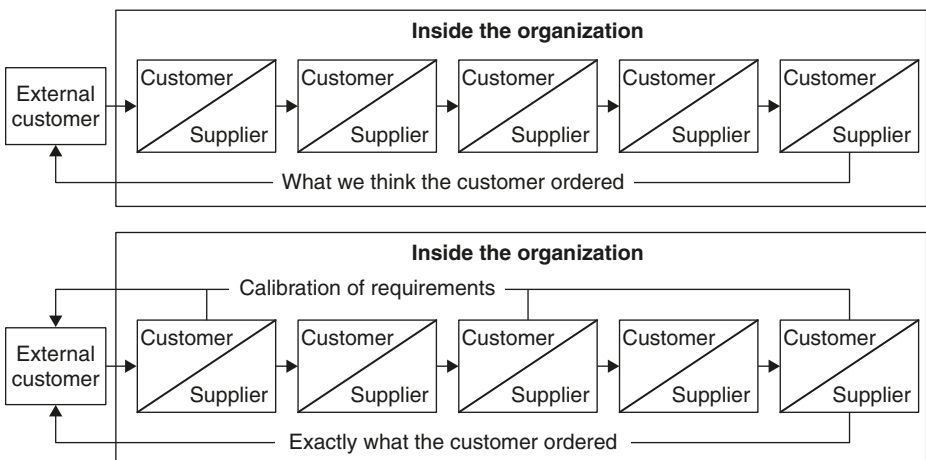 Inside the organization
External
customer
Customer
Supplier
Customer
Supplier
Customer
Supplier
Customer
Supplier
Customer
Supplier
What we think the customer ordered
Inside the organization
Calibration of requirements
External
customer
Customer
Supplier
Customer
Supplier
Customer
Supplier
Customer
Supplier
Customer
Supplier
Exactly what the customer ordered